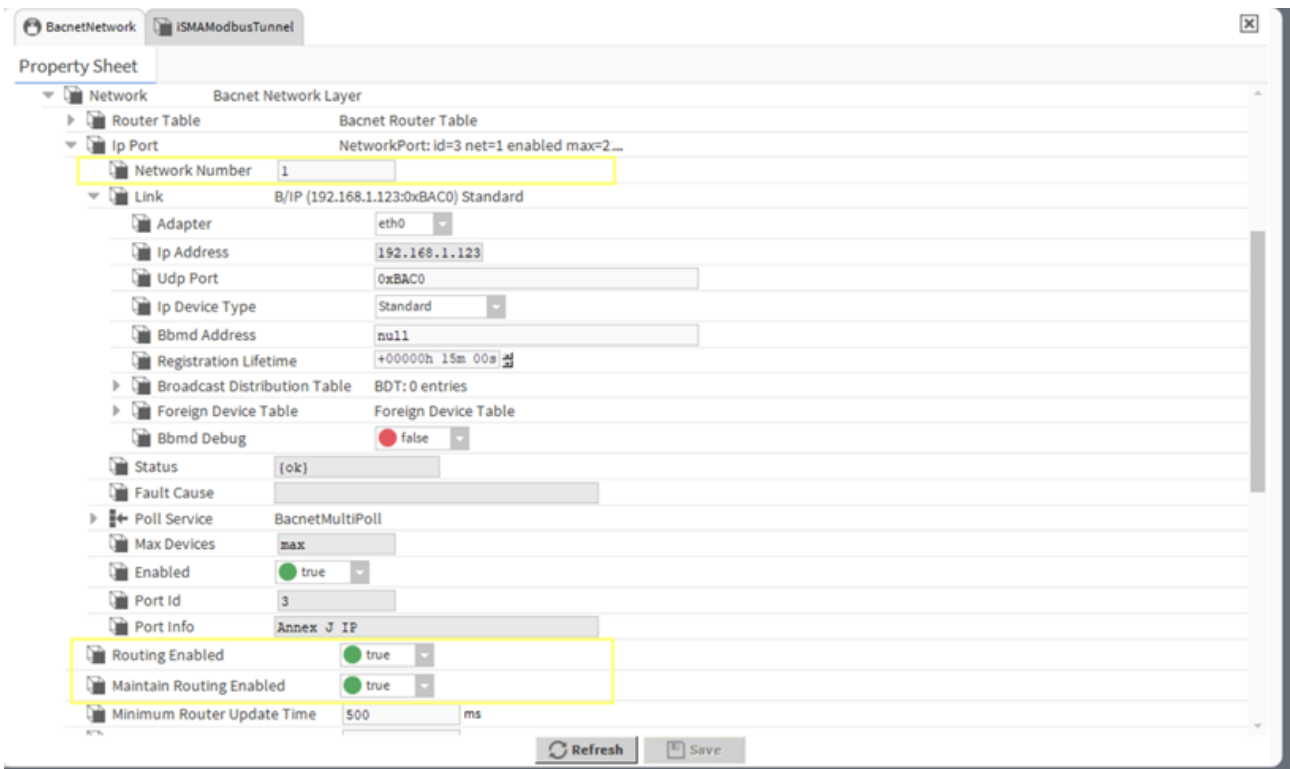 BacnetNetwork iSMAModbusTunnel
Property Sheet
Network Bacnet Network Layer
Router Table Bacnet Router Table
Ip Port NetworkPort: id=3 net=1 enabled max=2...
Network Number 1
Link B/IP (192.168.1.123:0xBAC0) Standard
Adapter eth0
Ip Address 192.168.1.123
Udp Port 0xBAC0
Ip Device Type Standard
Bbmd Address null
Registration Lifetime +00000h 15m 00s
Broadcast Distribution Table BDT: 0 entries
Foreign Device Table Foreign Device Table
Bbmd Debug false
Status {ok}
Fault Cause
Poll Service BacnetMultiPoll
Max Devices max
Enabled true
Port Id 3
Port Info Annex J IP
Routing Enabled true
Maintain Routing Enabled true
Minimum Router Update Time 500 ms
Refresh Save